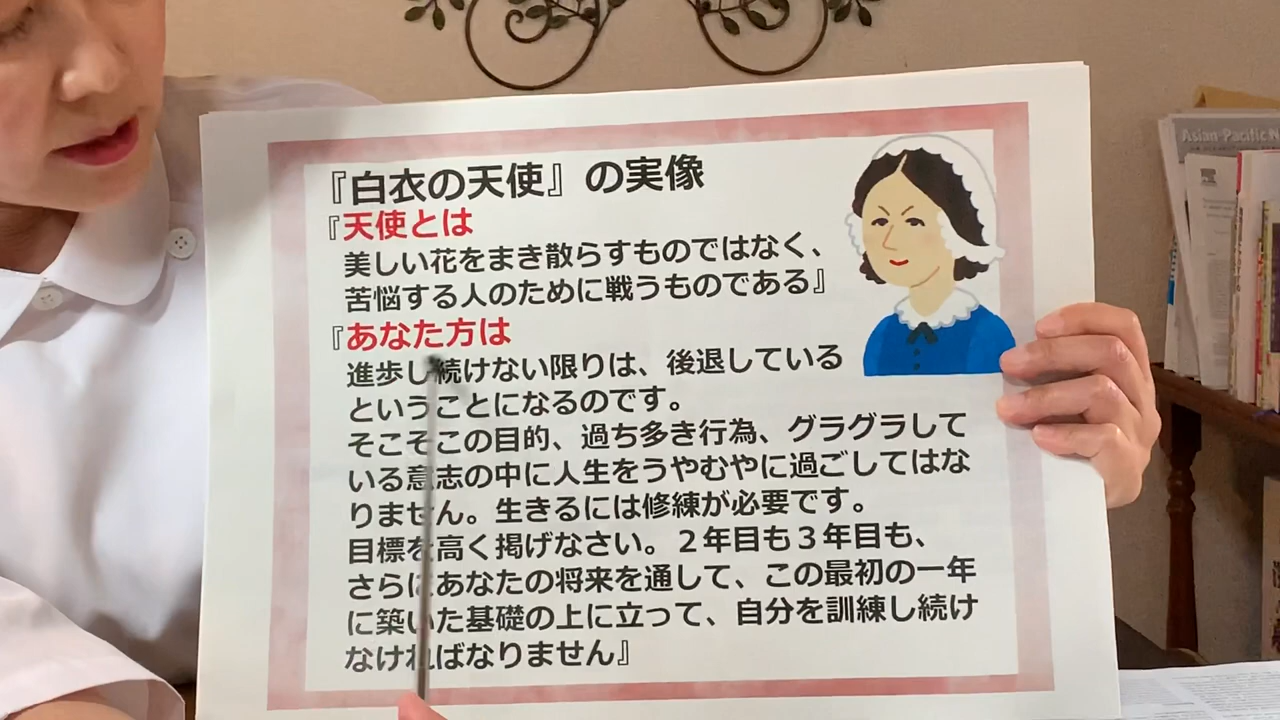 『白衣の天使』の実像
『天使とは
美しい花をまき散らすものではなく、
苦悩する人のために戦うものである』
『あなた方は
進歩し続けない限りは、後退している
ということになるのです。
そこそこの目的、過ち多き行為、グラグラして
いる意志の中に人生をうやむやに過ごしてはな
りません。生きるには修練が必要です。
目標を高く掲げなさい。２年目も３年目も、
さらにあなたの将来を通して、この最初の一年
に築いた基礎の上に立って、自分を訓練し続け
なければなりません』
Asian-Pacific